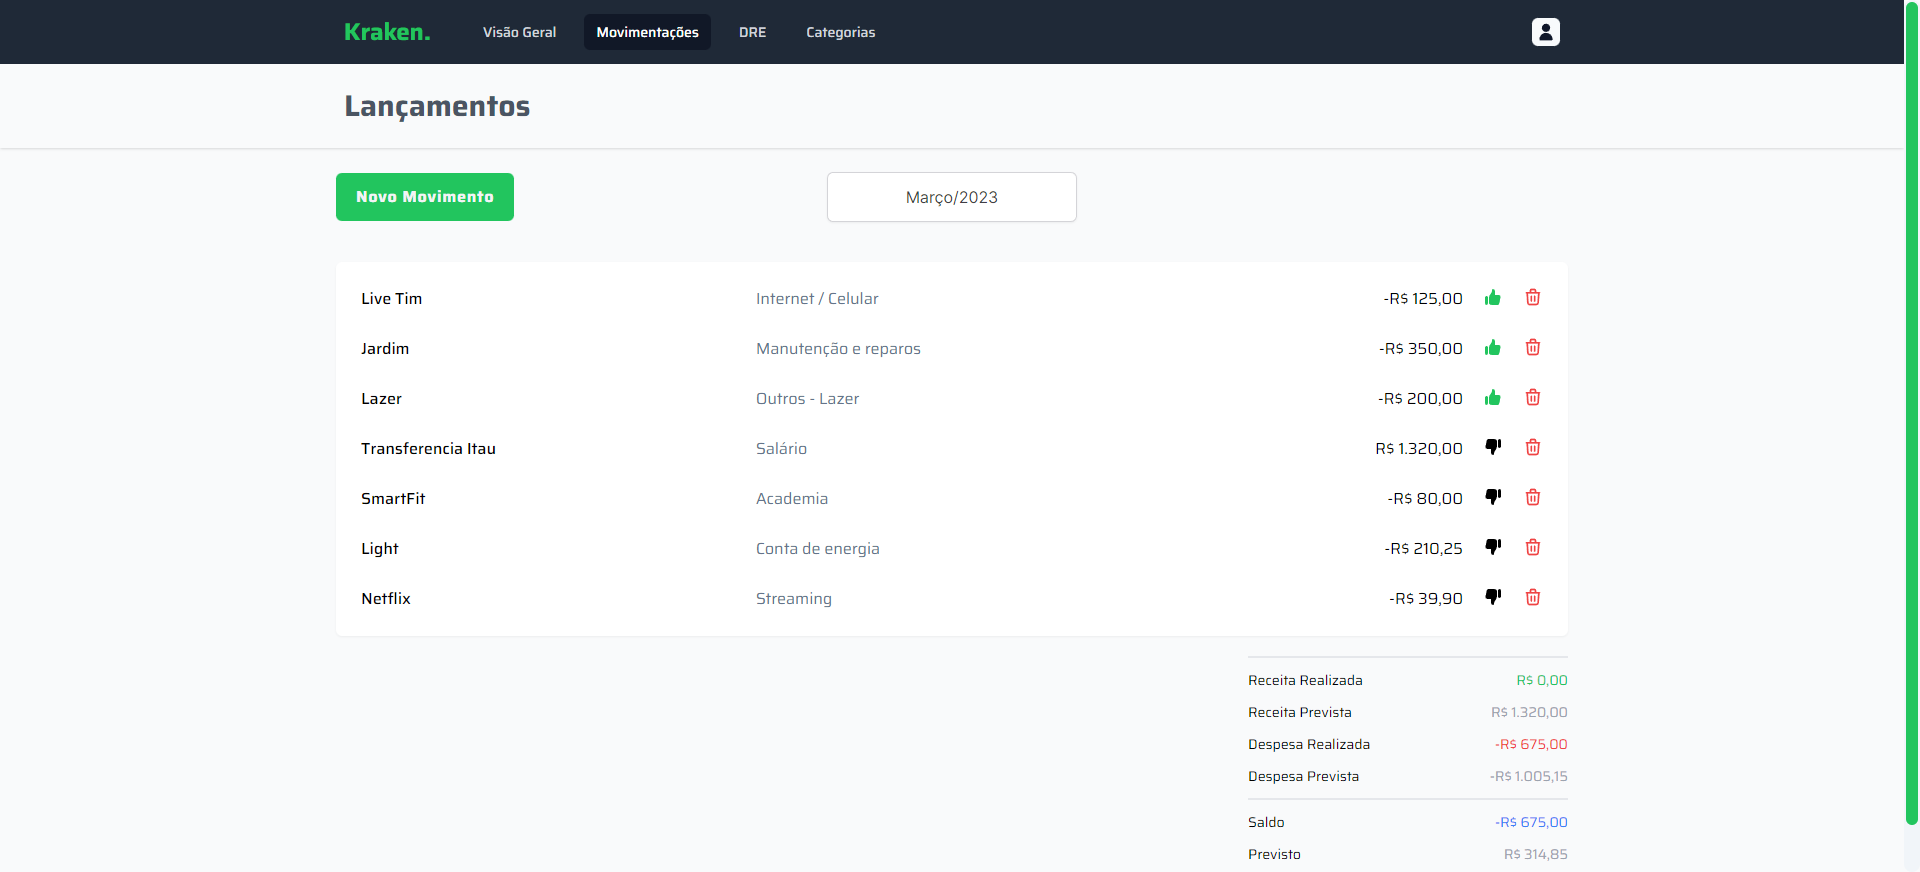 Kraken. Visão Geral Movimentações DRE Categorias
Lançamentos
Novo Movimento Março/2023
Live Tim Internet / Celular -R$ 125,00
Jardim Manutenção e reparos -R$ 350,00
Lazer Outros - Lazer -R$ 200,00
Transferencia Itau Salário R$ 1.320,00
SmartFit Academia -R$ 80,00
Light Conta de energia -R$ 210,25
Netflix Streaming -R$ 39,90
Receita Realizada R$ 0,00
Receita Prevista R$ 1.320,00
Despesa Realizada -R$ 675,00
Despesa Prevista -R$ 1.005,15
Saldo -R$ 675,00
Previsto R$ 314,85